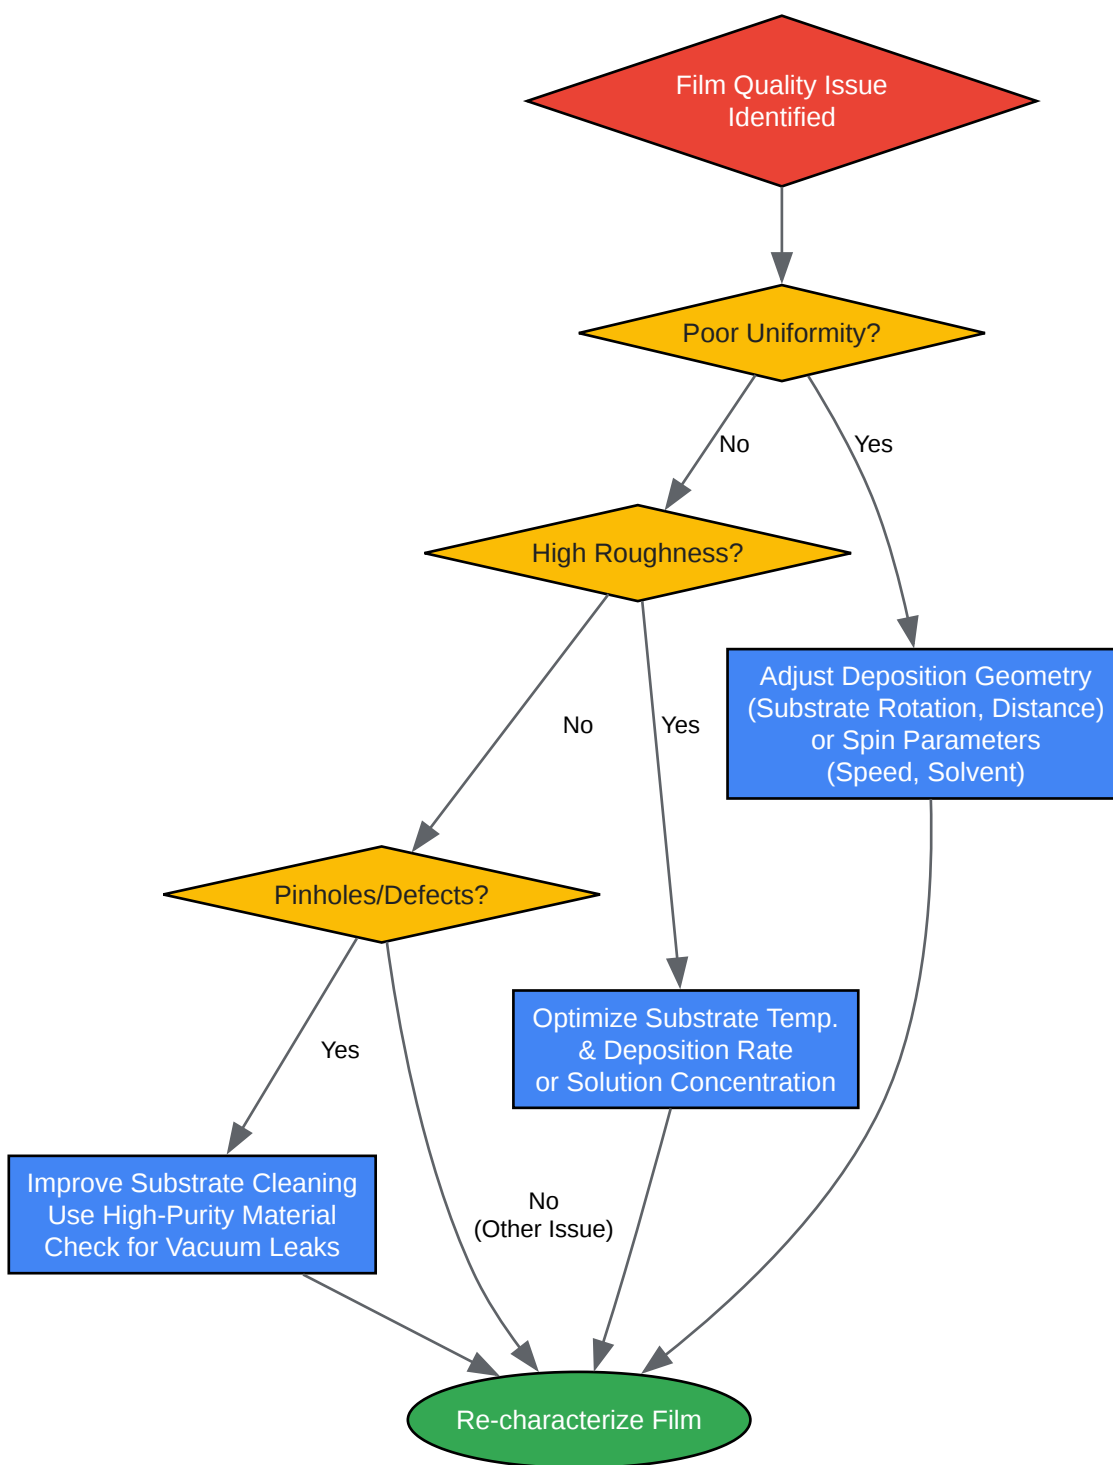 Film Quality Issue
Identified
Poor Uniformity?
No
Yes
High Roughness?
Adjust Deposition Geometry
(Substrate Rotation, Distance)
or Spin Parameters
(Speed, Solvent)
No
Yes
Pinholes/Defects?
Optimize Substrate Temp.
& Deposition Rate
or Solution Concentration
Yes
Improve Substrate Cleaning
Use High-Purity Material
Check for Vacuum Leaks
No
(Other Issue)
Re-characterize Film